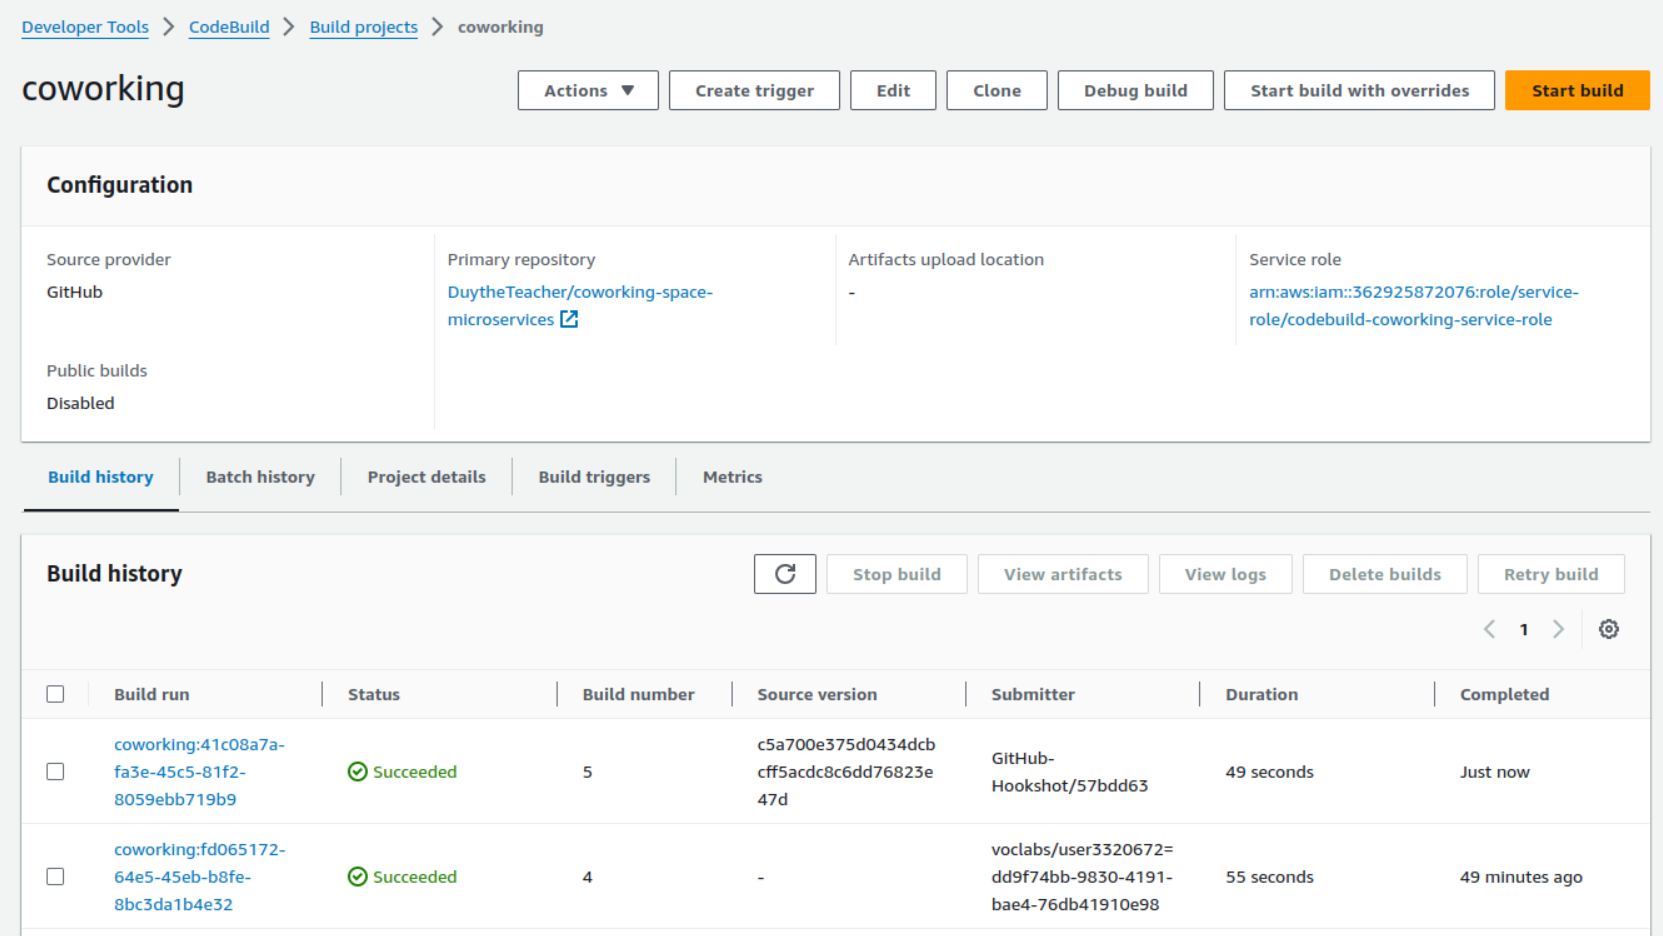 Developer Tools > CodeBuild > Build projects > coworking
coworking
Actions ▼ Create trigger Edit Clone Debug build Start build with overrides Start build
Configuration
Source provider
GitHub
Primary repository
DuytheTeacher/coworking-space-
microservices
Artifacts upload location
-
Service role
arn:aws:iam::362925872076:role/service-
role/codebuild-coworking-service-role
Public builds
Disabled
Build history Batch history Project details Build triggers Metrics
Build history
Stop build View artifacts View logs Delete builds Retry build
< 1 >
Build run Status Build number Source version Submitter Duration Completed
coworking:41c08a7a-
fa3e-45c5-81f2-
8059ebb719b9
Succeeded
5
c5a700e375d0434dcb
cff5acdc8c6dd76823e
47d
GitHub-
Hookshot/57bdd63
49 seconds
Just now
coworking:fd065172-
64e5-45eb-b8fe-
8bc3da1b4e32
Succeeded
4
-
voclabs/user3320672=
dd9f74bb-9830-4191-
bae4-76db41910e98
55 seconds
49 minutes ago